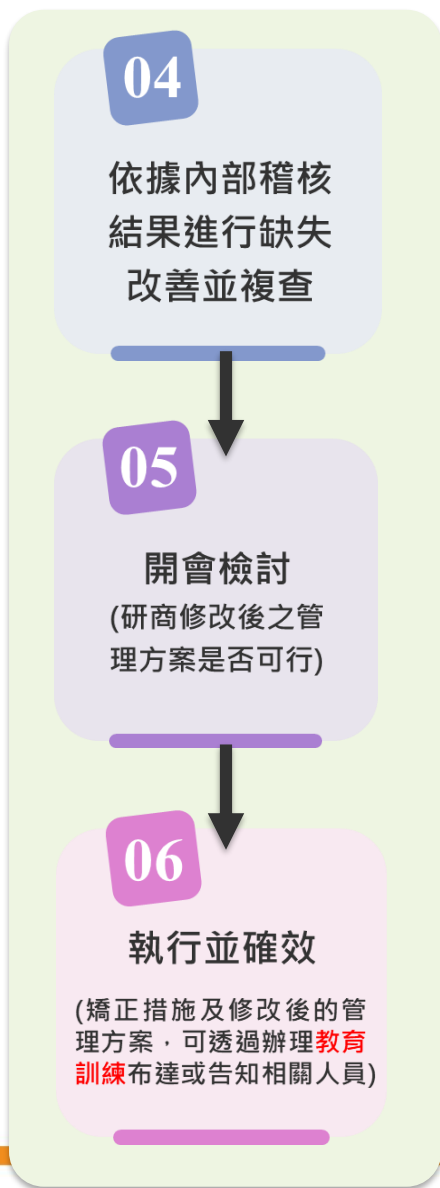 04
依據內部稽核
結果進行缺失
改善並複查
05
開會檢討
(研商修改後之管
理方案是否可行)
06
執行並確效
(矯正措施及修改後的管
理方案，可透過辦理教育
訓練布達或告知相關人員)